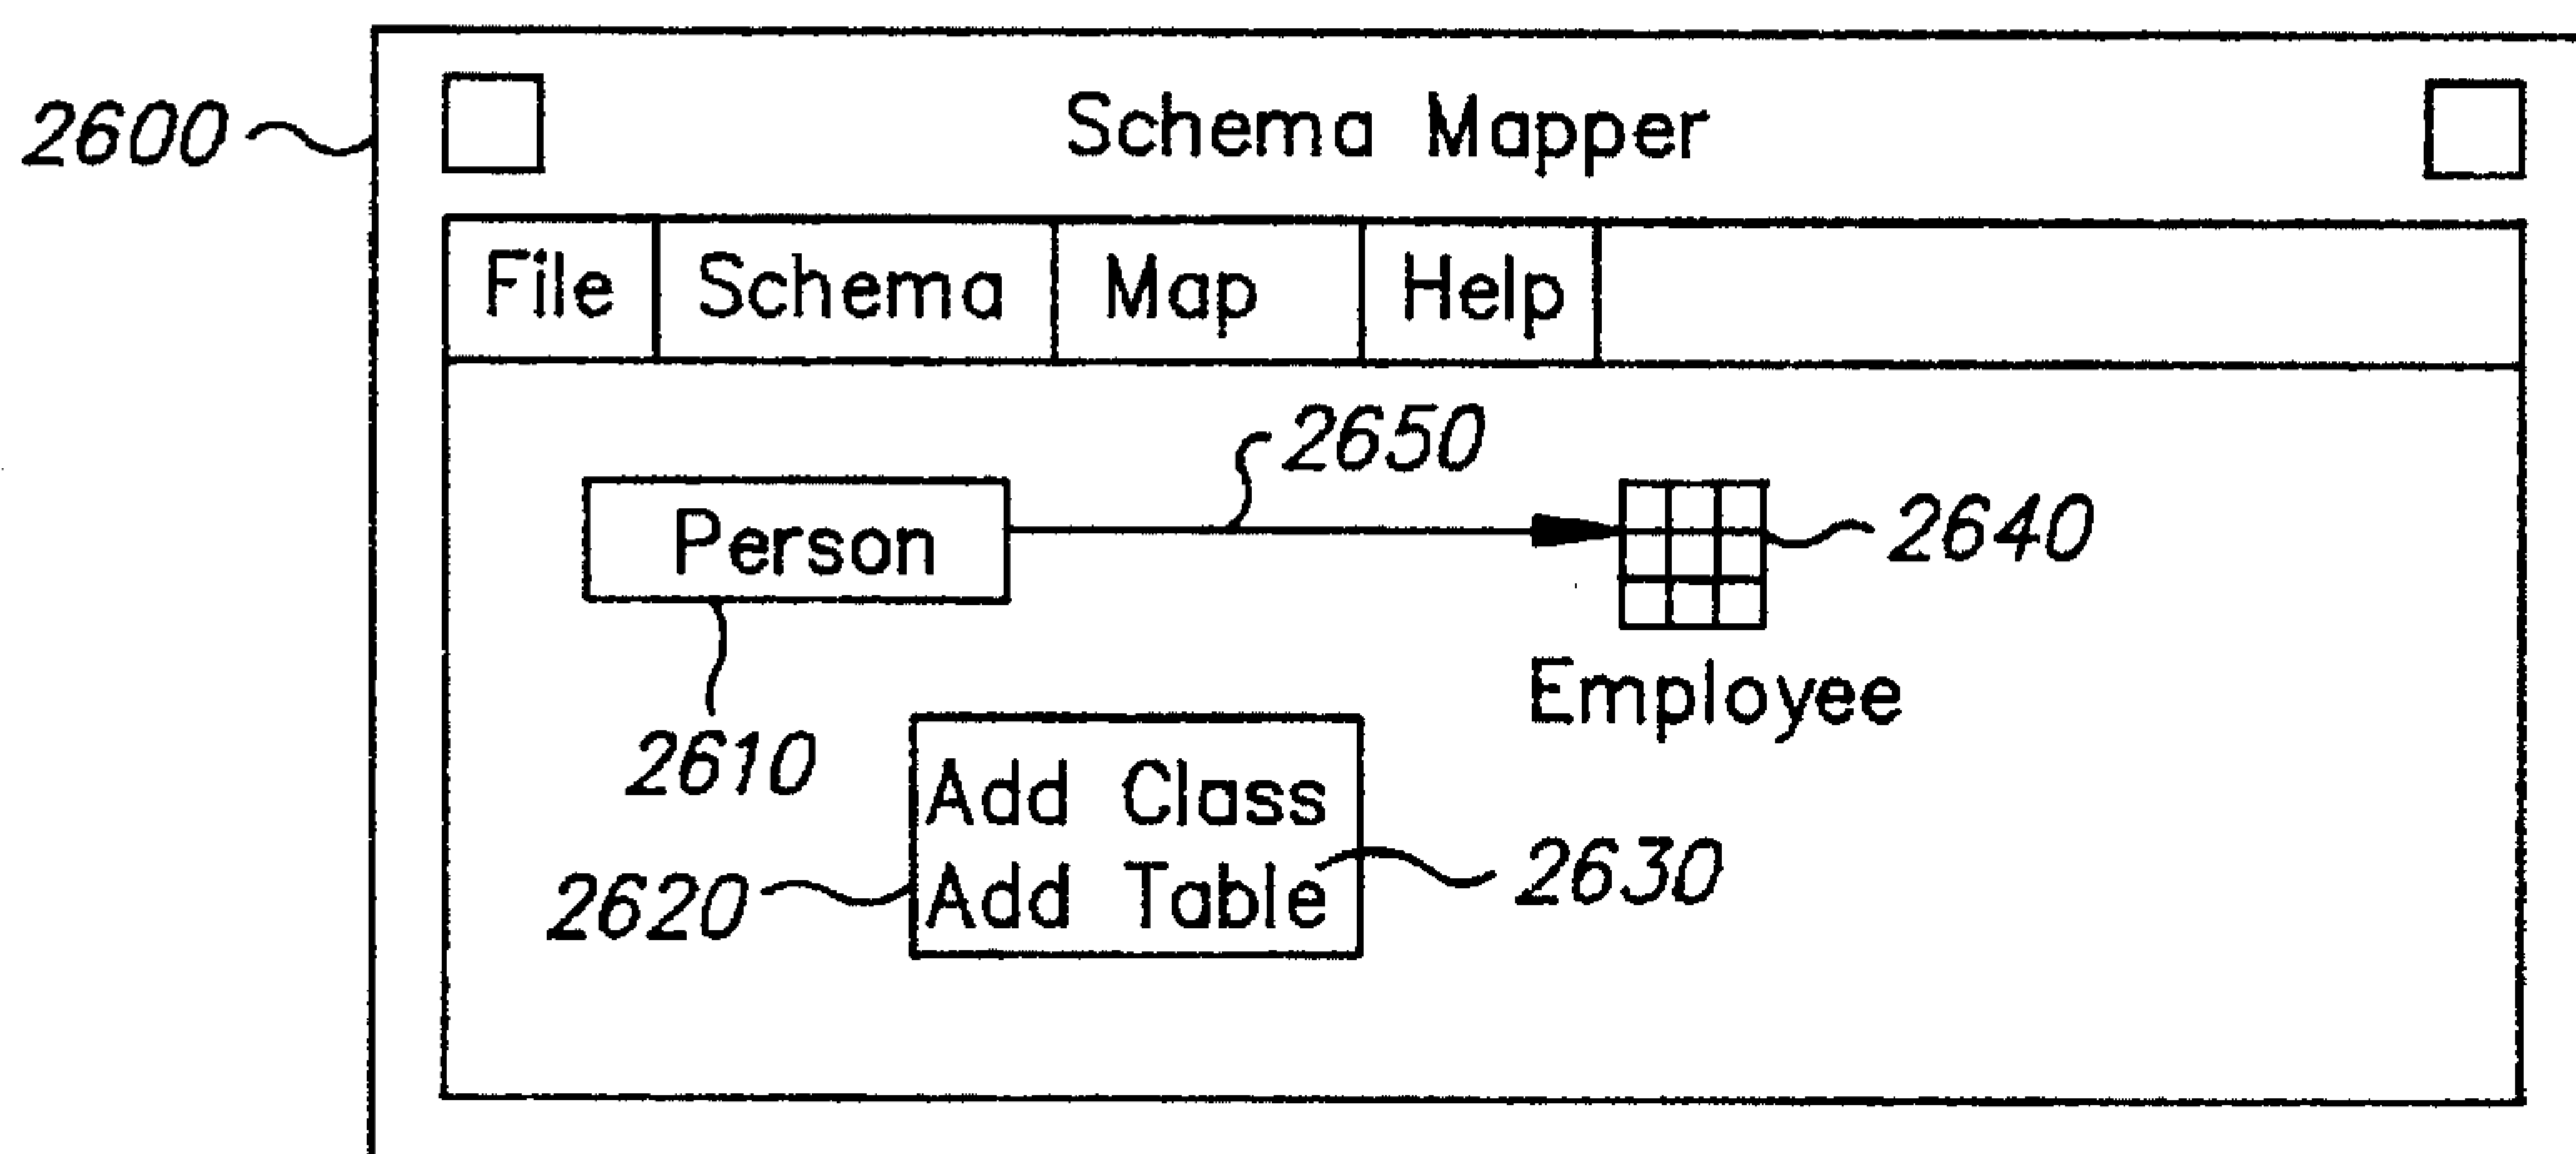 2600
Schema Mapper
File Schema Map Help
2650
Person
2640
Employee
2610
Add Class
2630
2620
Add Table